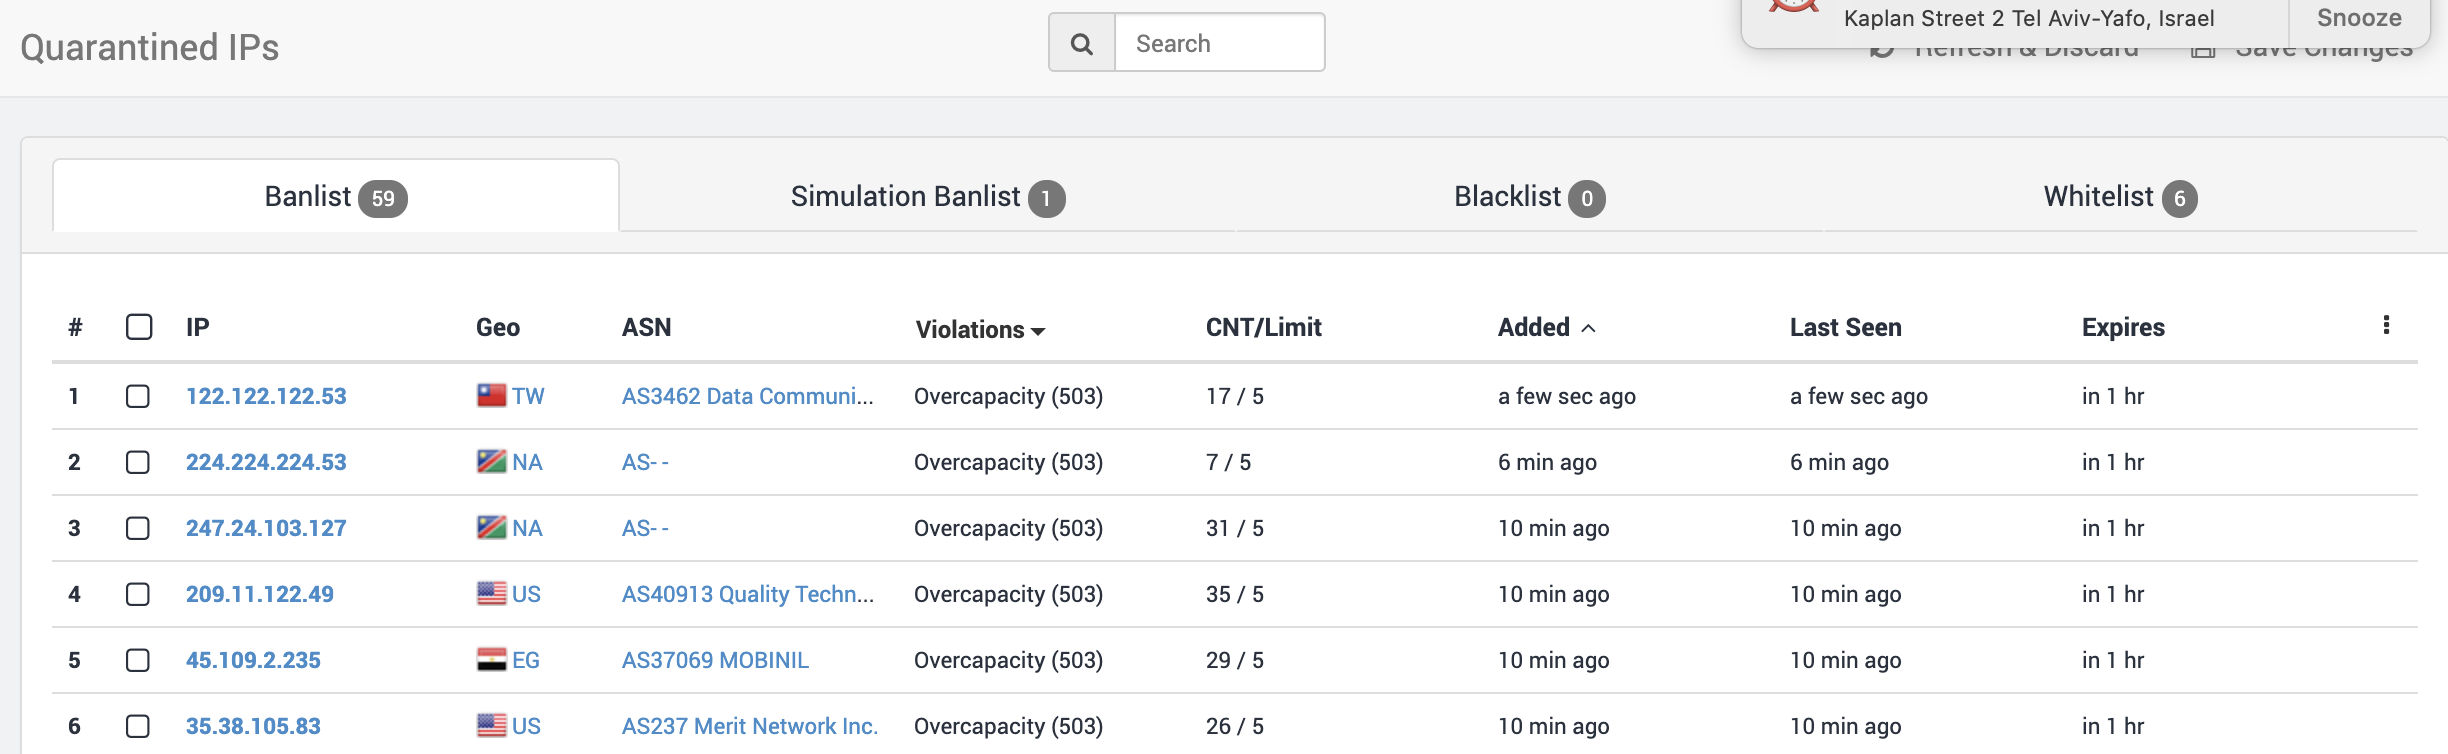 Kaplan Street 2 Tel Aviv-Yafo, Israel
Snooze
Quarantined IPs
Search
Refresh & Discard
Save Changes
Banlist 59
Simulation Banlist 1
Blacklist 0
Whitelist 6
# IP Geo ASN Violations CNT/Limit Added Last Seen Expires
1 122.122.122.53 TW AS3462 Data Communi... Overcapacity (503) 17 / 5 a few sec ago a few sec ago in 1 hr
2 224.224.224.53 NA AS- - Overcapacity (503) 7 / 5 6 min ago 6 min ago in 1 hr
3 247.24.103.127 NA AS- - Overcapacity (503) 31 / 5 10 min ago 10 min ago in 1 hr
4 209.11.122.49 US AS40913 Quality Techn... Overcapacity (503) 35 / 5 10 min ago 10 min ago in 1 hr
5 45.109.2.235 EG AS37069 MOBINIL Overcapacity (503) 29 / 5 10 min ago 10 min ago in 1 hr
6 35.38.105.83 US AS237 Merit Network Inc. Overcapacity (503) 26 / 5 10 min ago 10 min ago in 1 hr